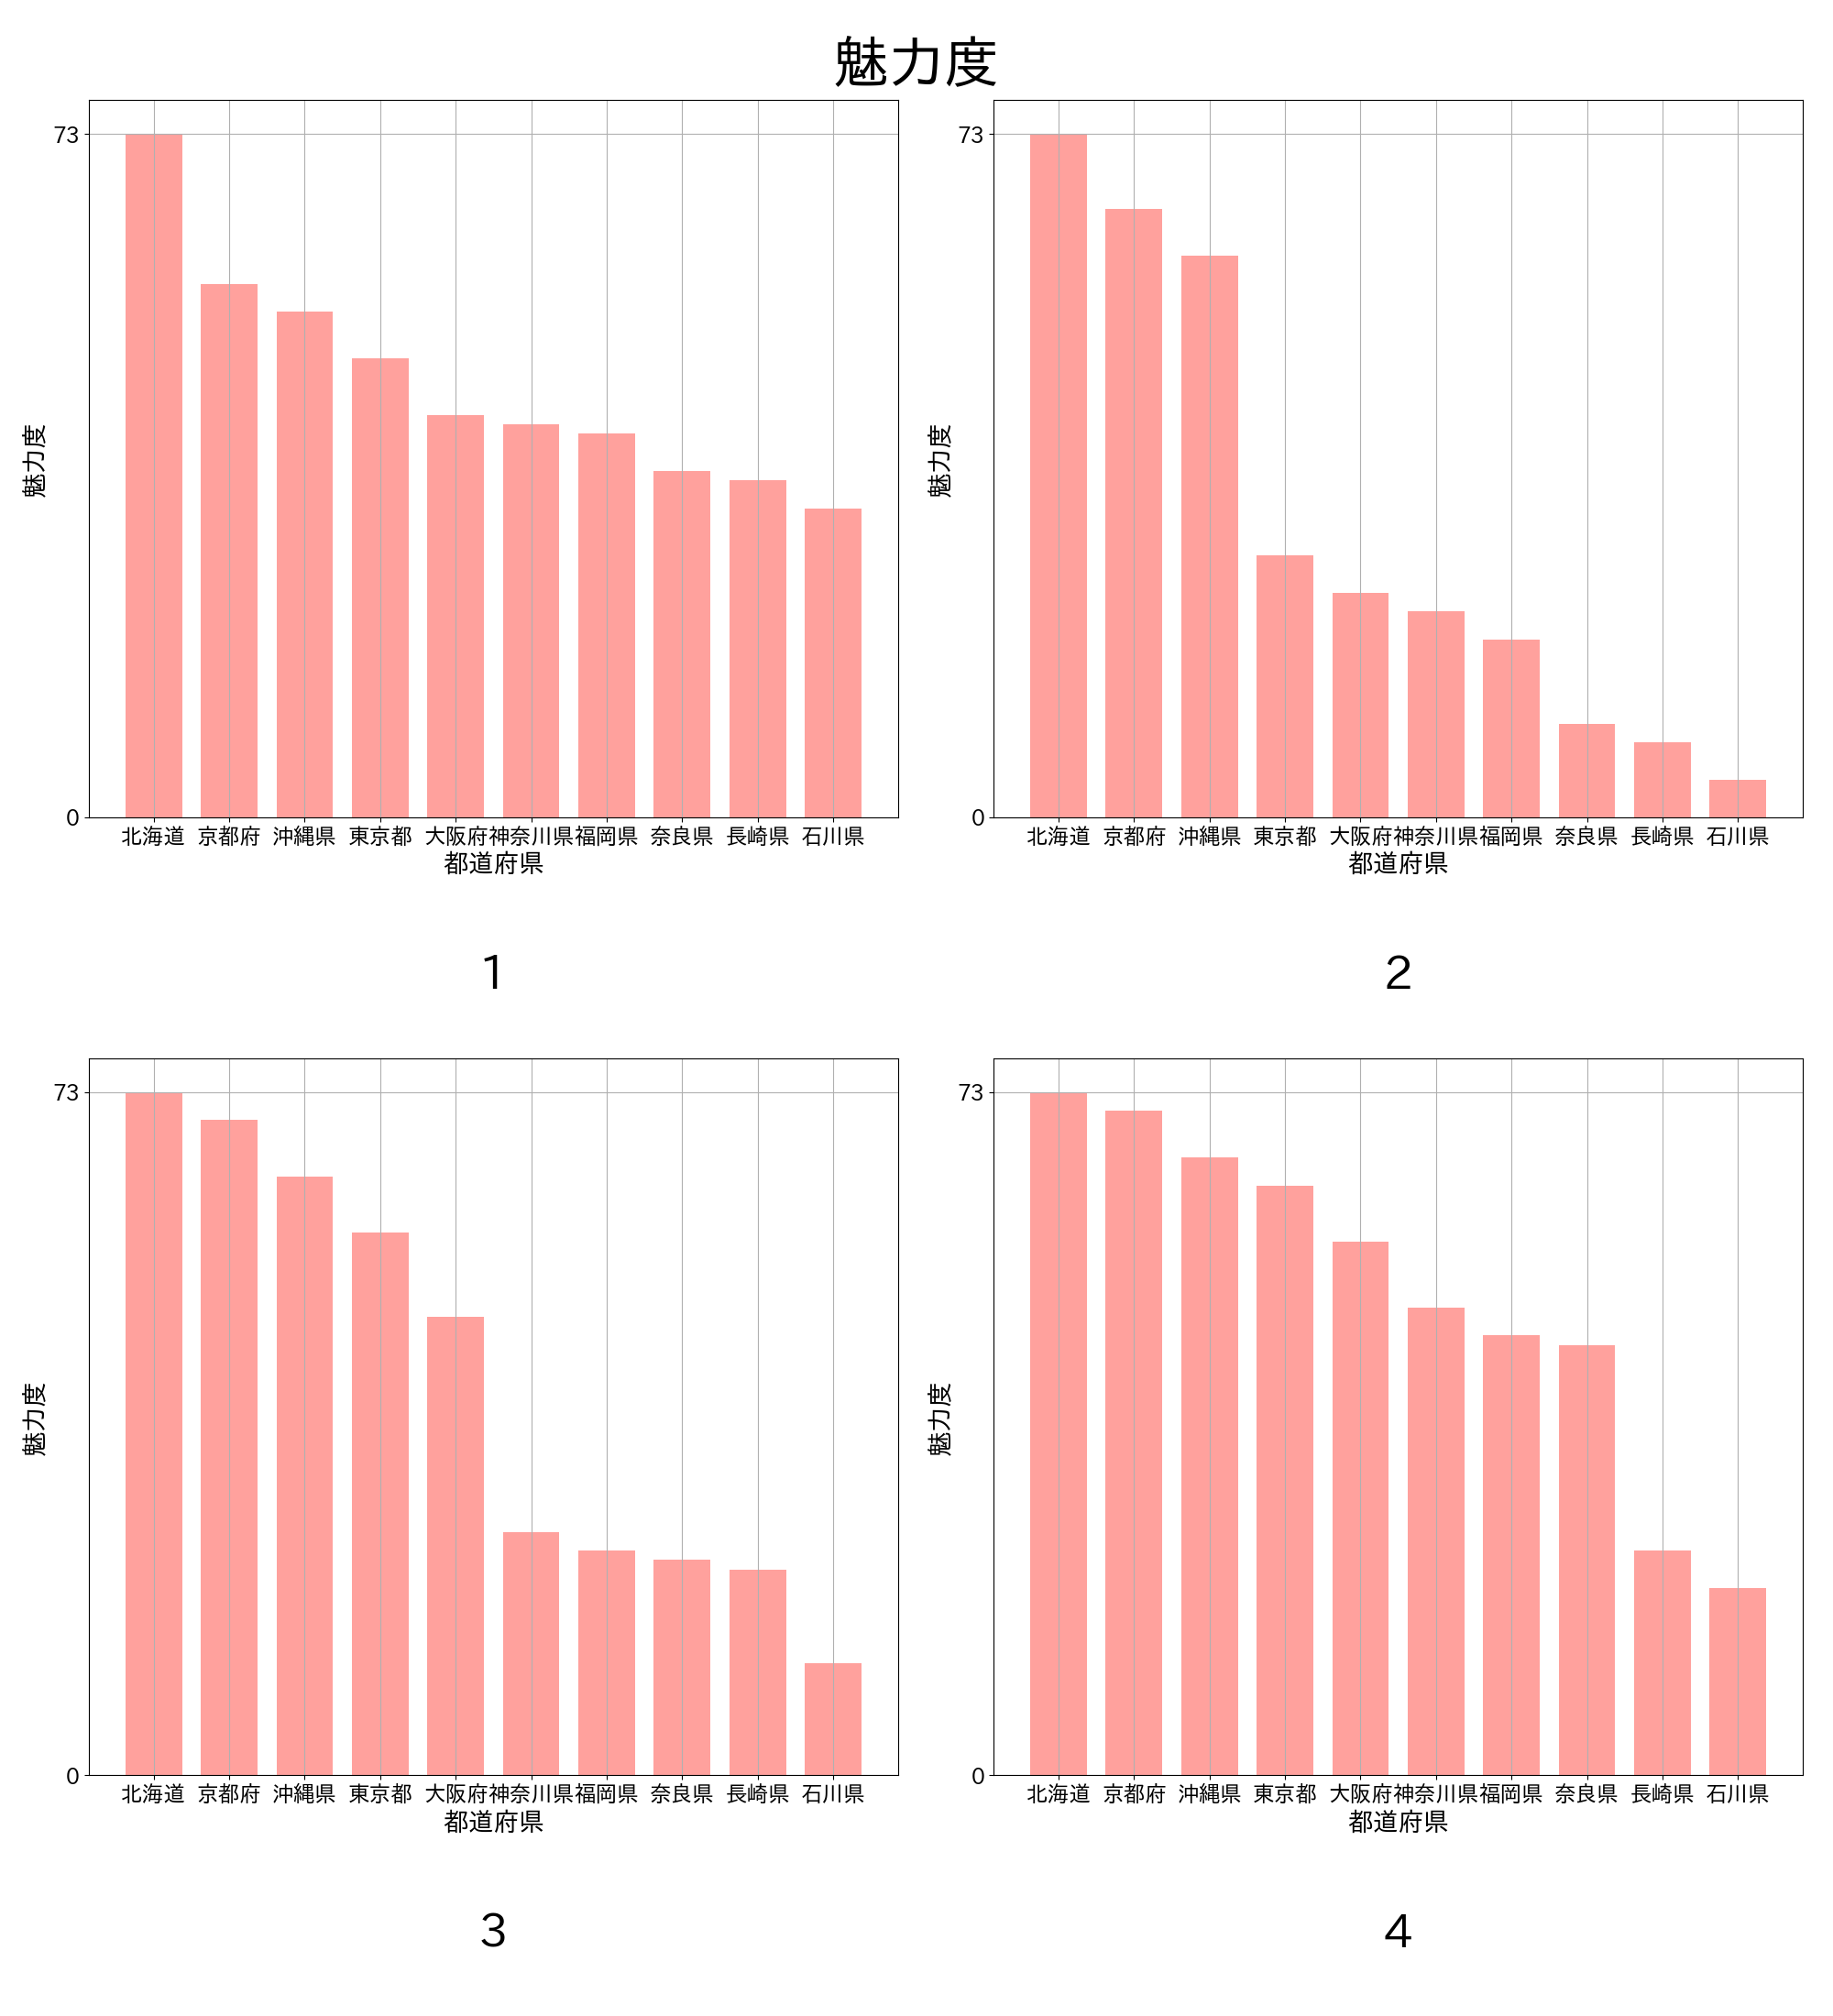 魅力度
73
0
魅力度
北海道 京都府 沖縄県 東京都 大阪府 神奈川県 福岡県 奈良県 長崎県 石川県
都道府県
1
73
0
魅力度
北海道 京都府 沖縄県 東京都 大阪府 神奈川県 福岡県 奈良県 長崎県 石川県
都道府県
2
73
0
魅力度
北海道 京都府 沖縄県 東京都 大阪府 神奈川県 福岡県 奈良県 長崎県 石川県
都道府県
3
73
0
魅力度
北海道 京都府 沖縄県 東京都 大阪府 神奈川県 福岡県 奈良県 長崎県 石川県
都道府県
4